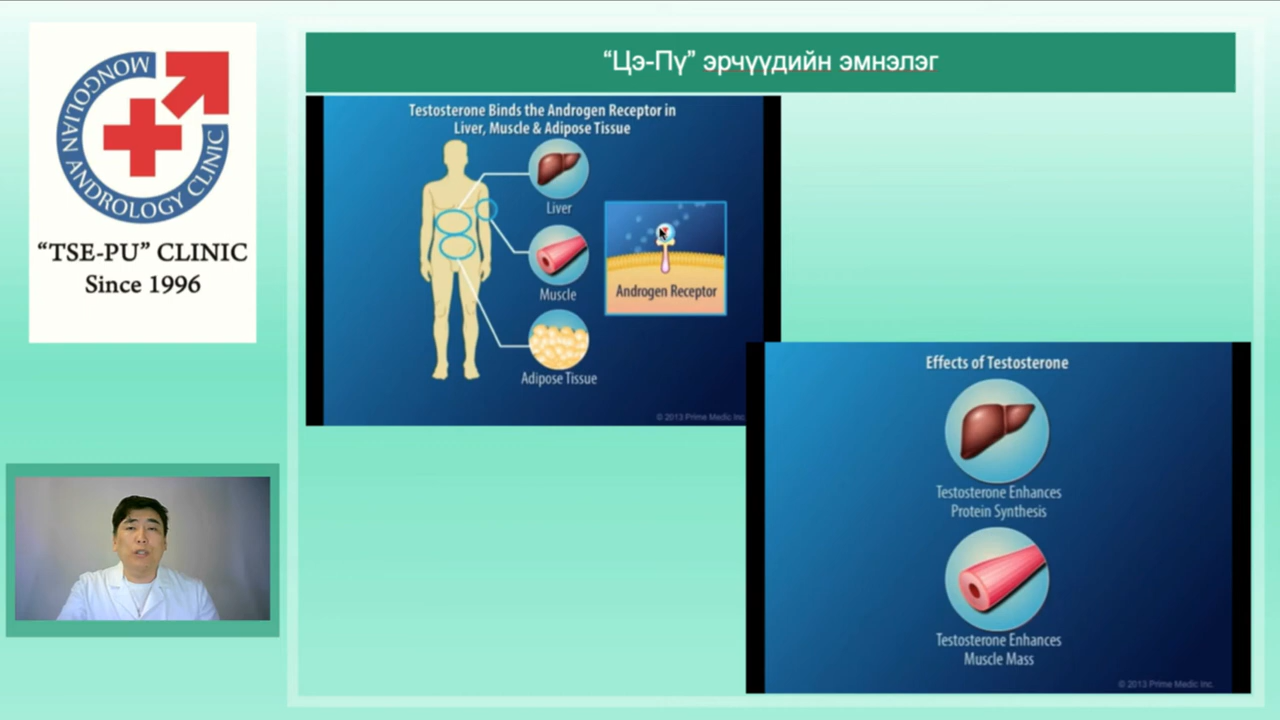 MONGOLIAN ANDROLOGY CLINIC
“TSE-PU” CLINIC
Since 1996
“Цэ-Пү” эрчүүдийн эмнэлэг
Testosterone Binds the Androgen Receptor in
Liver, Muscle & Adipose Tissue
Liver
Muscle
Adipose Tissue
Androgen Receptor
© 2013 Prime Medic Inc
Effects of Testosterone
Testosterone Enhances
Protein Synthesis
Testosterone Enhances
Muscle Mass
© 2013 Prime Medic Inc.